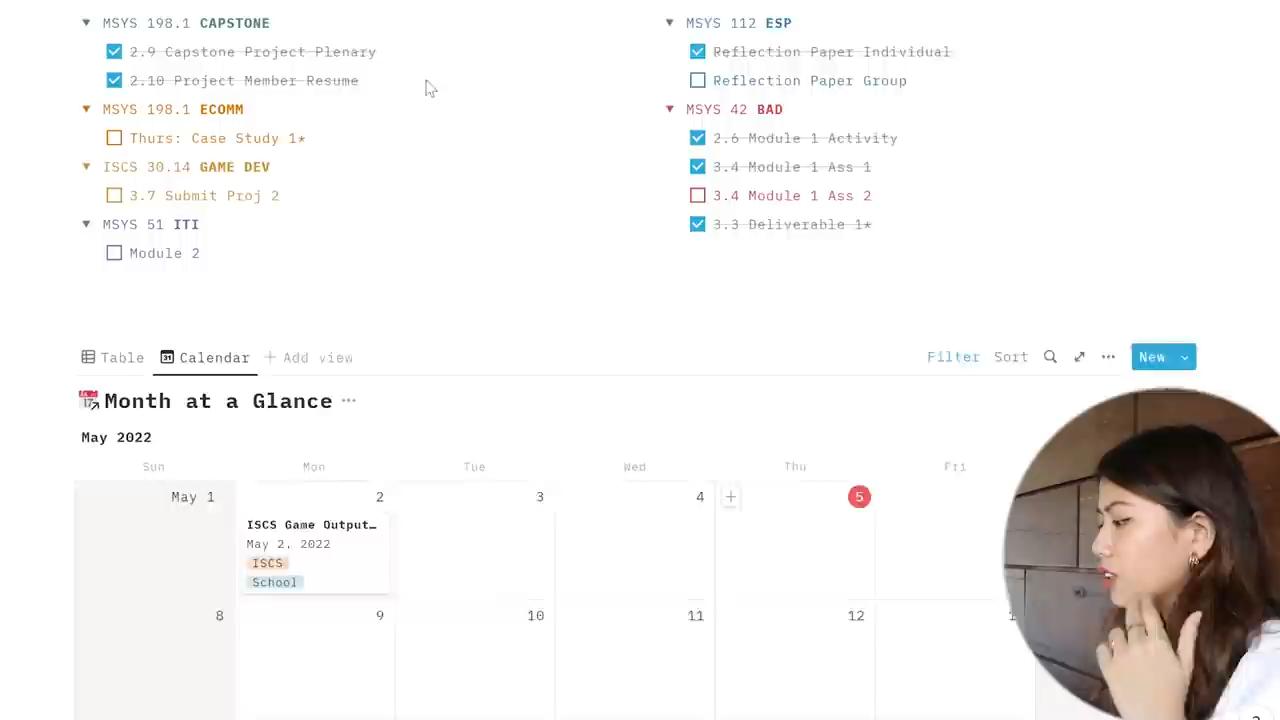 MSYS 198.1 CAPSTONE
2.9 Capstone Project Plenary
2.10 Project Member Resume
MSYS 198.1 ECOMM
Thurs: Case Study 1*
ISCS 30.14 GAME DEV
3.7 Submit Proj 2
MSYS 51 ITI
Module 2
MSYS 112 ESP
Reflection Paper Individual
Reflection Paper Group
MSYS 42 BAD
2.6 Module 1 Activity
3.4 Module 1 Ass 1
3.4 Module 1 Ass 2
3.3 Deliverable 1*
Table Calendar + Add view Filter Sort New
Month at a Glance
May 2022
Sun Mon Tue Wed Thu Fri
May 1 2 3 4 5
ISCS Game Output…
May 2, 2022
ISCS
School
8 9 10 11 12